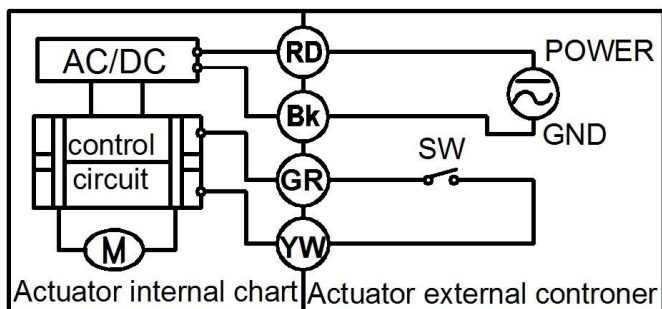 AC/DC
RD
POWER
Bk
GND
control
circuit
SW
GR
YW
M
Actuator internal chart
Actuator external controner